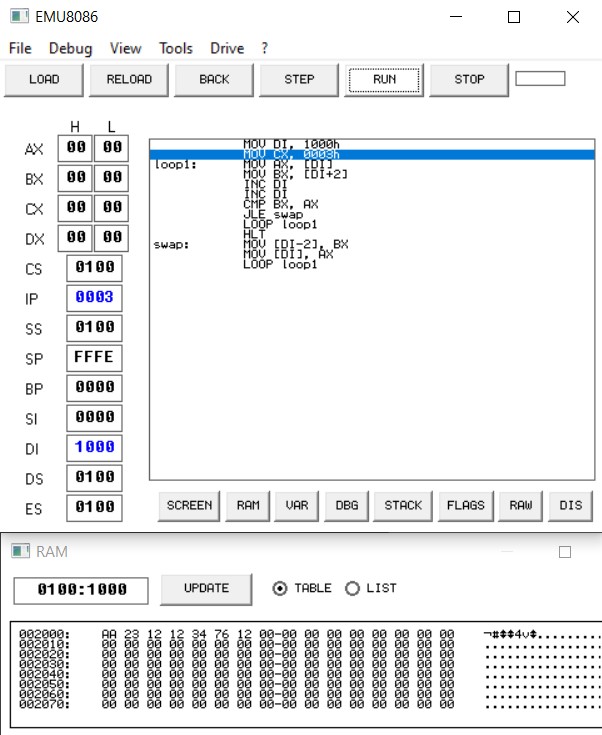 EMU8086
File Debug View Tools Drive ?
LOAD RELOAD BACK STEP RUN STOP
H L
AX 00 00
BX 00 00
CX 00 00
DX 00 00
CS 0100
IP 0003
SS 0100
SP FFFE
BP 0000
SI 0000
DI 1000
DS 0100
ES 0100
MOV DI, 1000h
MOV CX, 0003h
loop1: MOV AX, [DI]
MOV BX, [DI+2]
INC DI
INC DI
CMP BX, AX
JLE swap
LOOP loop1
HLT
swap: MOV [DI-2], BX
MOV [DI], AX
LOOP loop1
SCREEN RAM VAR DBG STACK FLAGS RAW DIS
RAM
0100:1000 UPDATE TABLE LIST
002000: AA 23 12 12 34 76 12 00-00 00 00 00 00 00 00 00 ¬#↕↕4v↕.........
002010: 00 00 00 00 00 00 00 00-00 00 00 00 00 00 00 00 ................
002020: 00 00 00 00 00 00 00 00-00 00 00 00 00 00 00 00 ................
002030: 00 00 00 00 00 00 00 00-00 00 00 00 00 00 00 00 ................
002040: 00 00 00 00 00 00 00 00-00 00 00 00 00 00 00 00 ................
002050: 00 00 00 00 00 00 00 00-00 00 00 00 00 00 00 00 ................
002060: 00 00 00 00 00 00 00 00-00 00 00 00 00 00 00 00 ................
002070: 00 00 00 00 00 00 00 00-00 00 00 00 00 00 00 00 ................